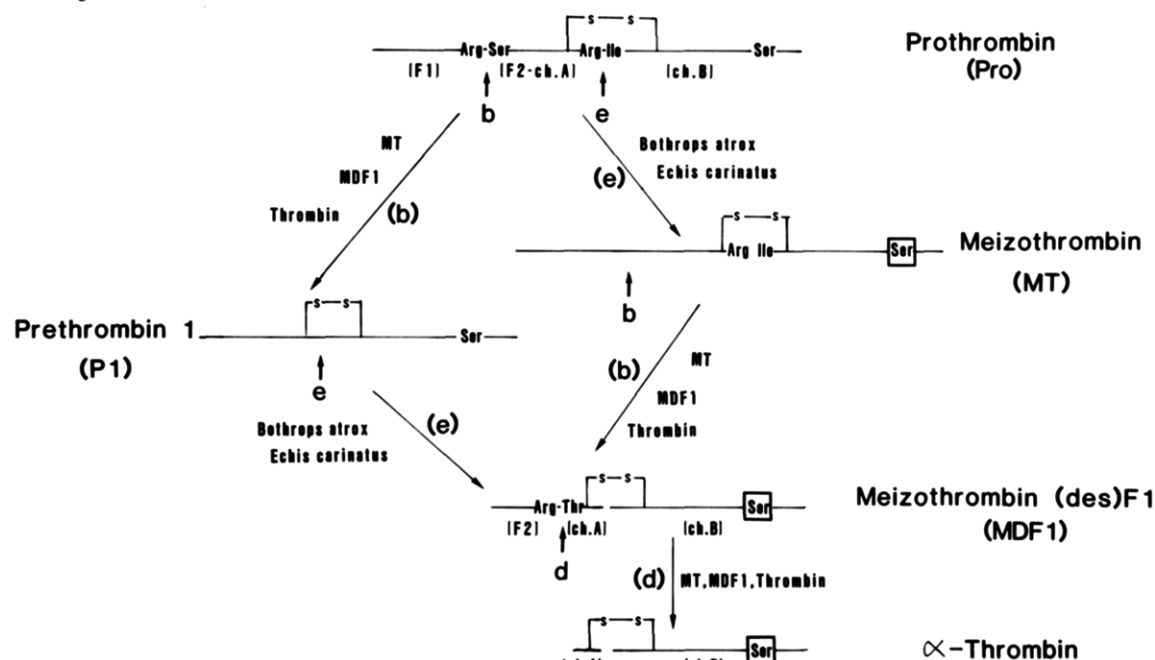 s s
Arg-Ser Arg-Ile Ser
(F1) (F2-ch.A) (ch.B)
Prothrombin
(Pro)
b e
MT
MDF1
Thrombin (b)
Bothrops atrox
Echis carinatus
(e)
s s
Arg Ile Ser
Meizothrombin
(MT)
b
s s
Ser
Prethrombin 1
(P1)
e
(b) MT
MDF1
Thrombin
Bothrops atrox
Echis carinatus
(e)
s s
Arg-Thr Ser
(F2) (ch.A) (ch.B)
Meizothrombin (des)F1
(MDF1)
d
(d) MT,MDF1,Thrombin
s s
Ser
∝-Thrombin